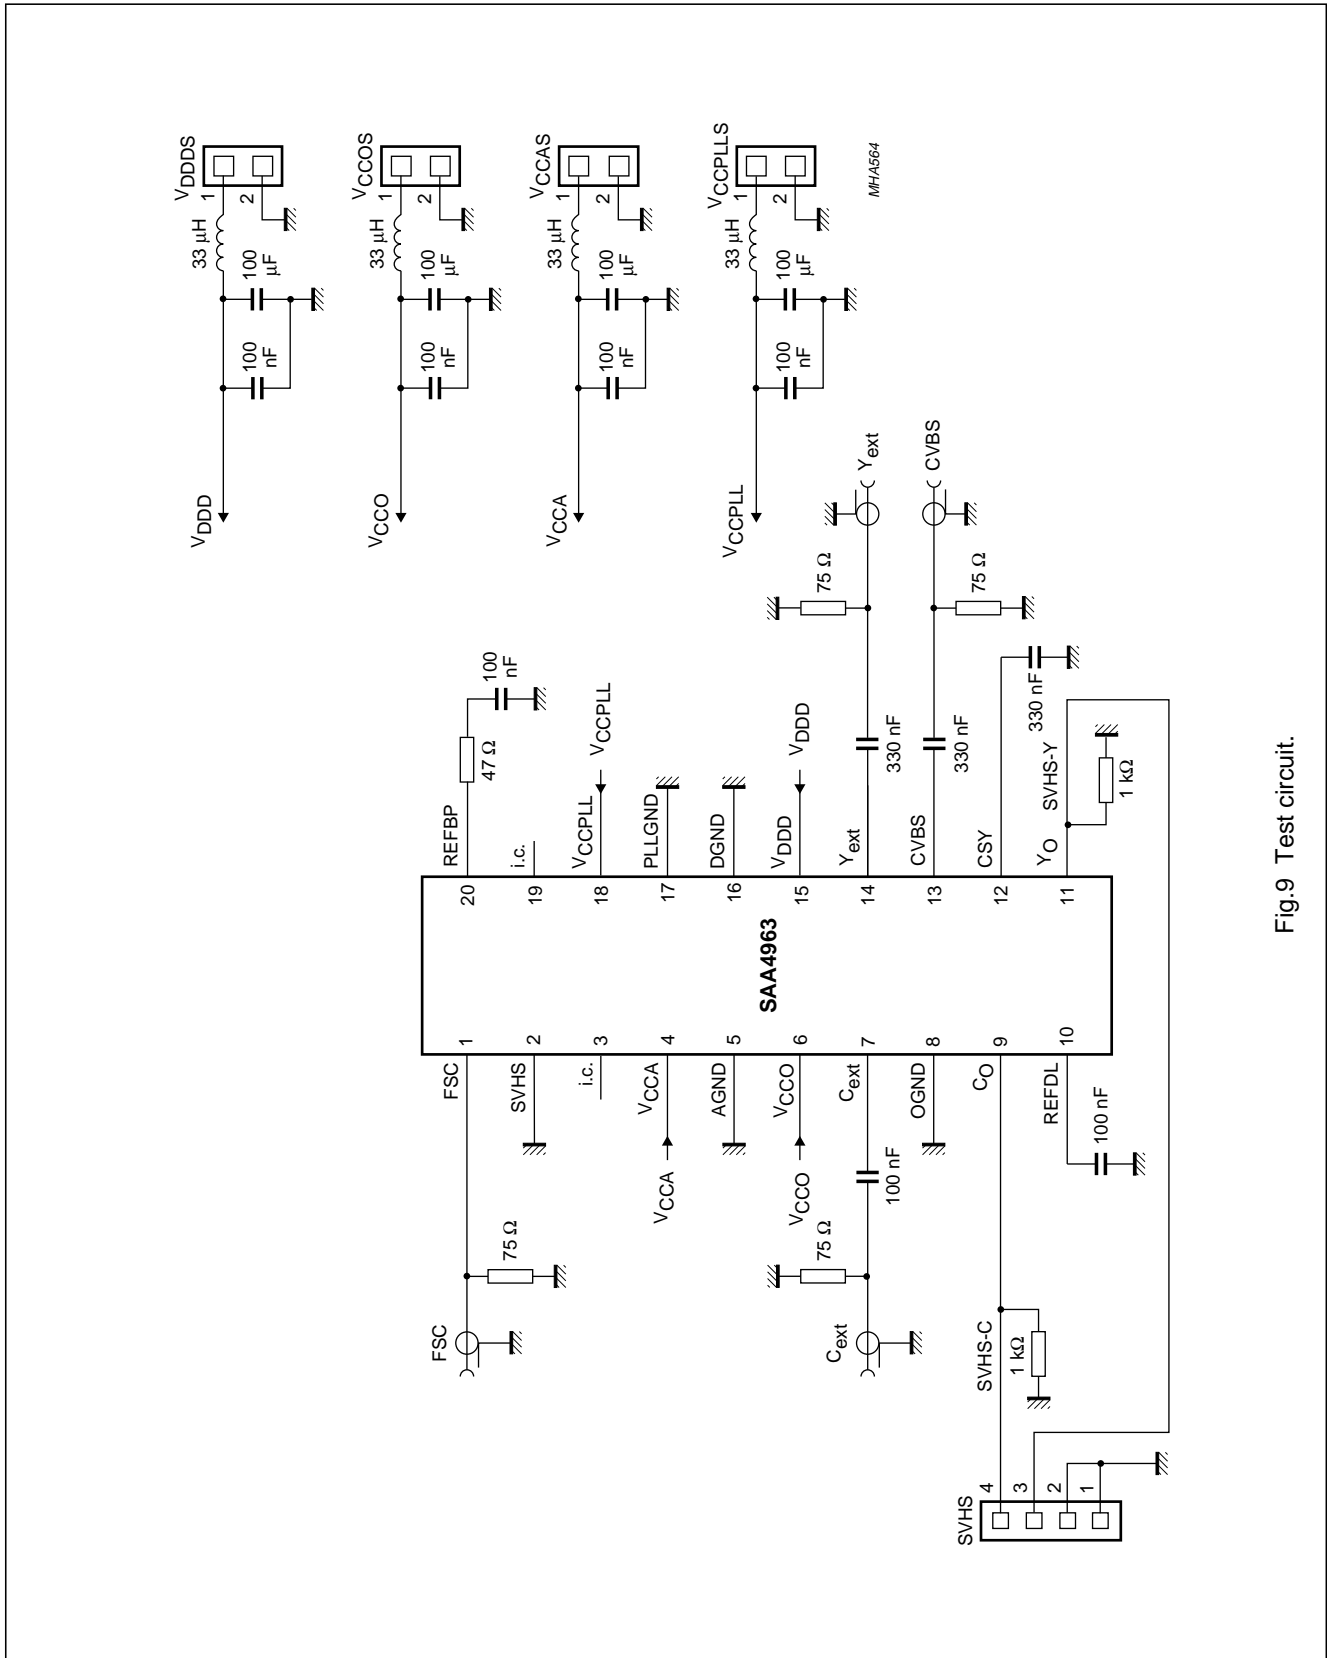 Fig.9 Test circuit.
MHA564
VDDDS
1
2
33 μH
100 μF
100 nF
VDDD
VCCOS
1
2
33 μH
100 μF
100 nF
VCCO
VCCAS
1
2
33 μH
100 μF
100 nF
VCCA
VCCPLLS
1
2
33 μH
100 μF
100 nF
VCCPLL
SAA4963
FSC
75 Ω
FSC
1
SVHS
2
i.c.
3
VCCA
VCCA
4
AGND
5
VCCO
VCCO
6
Cext
75 Ω
100 nF
Cext
7
OGND
8
SVHS-C
1 kΩ
CO
9
REFDL
10
100 nF
SVHS
4
3
2
1
20
REFBP
47 Ω
100 nF
19
i.c.
18
VCCPLL
VCCPLL
17
PLLGND
16
DGND
15
VDDD
VDDD
14
Yext
330 nF
75 Ω
Yext
13
CVBS
330 nF
75 Ω
CVBS
12
CSY
330 nF
11
YO
SVHS-Y
1 kΩ